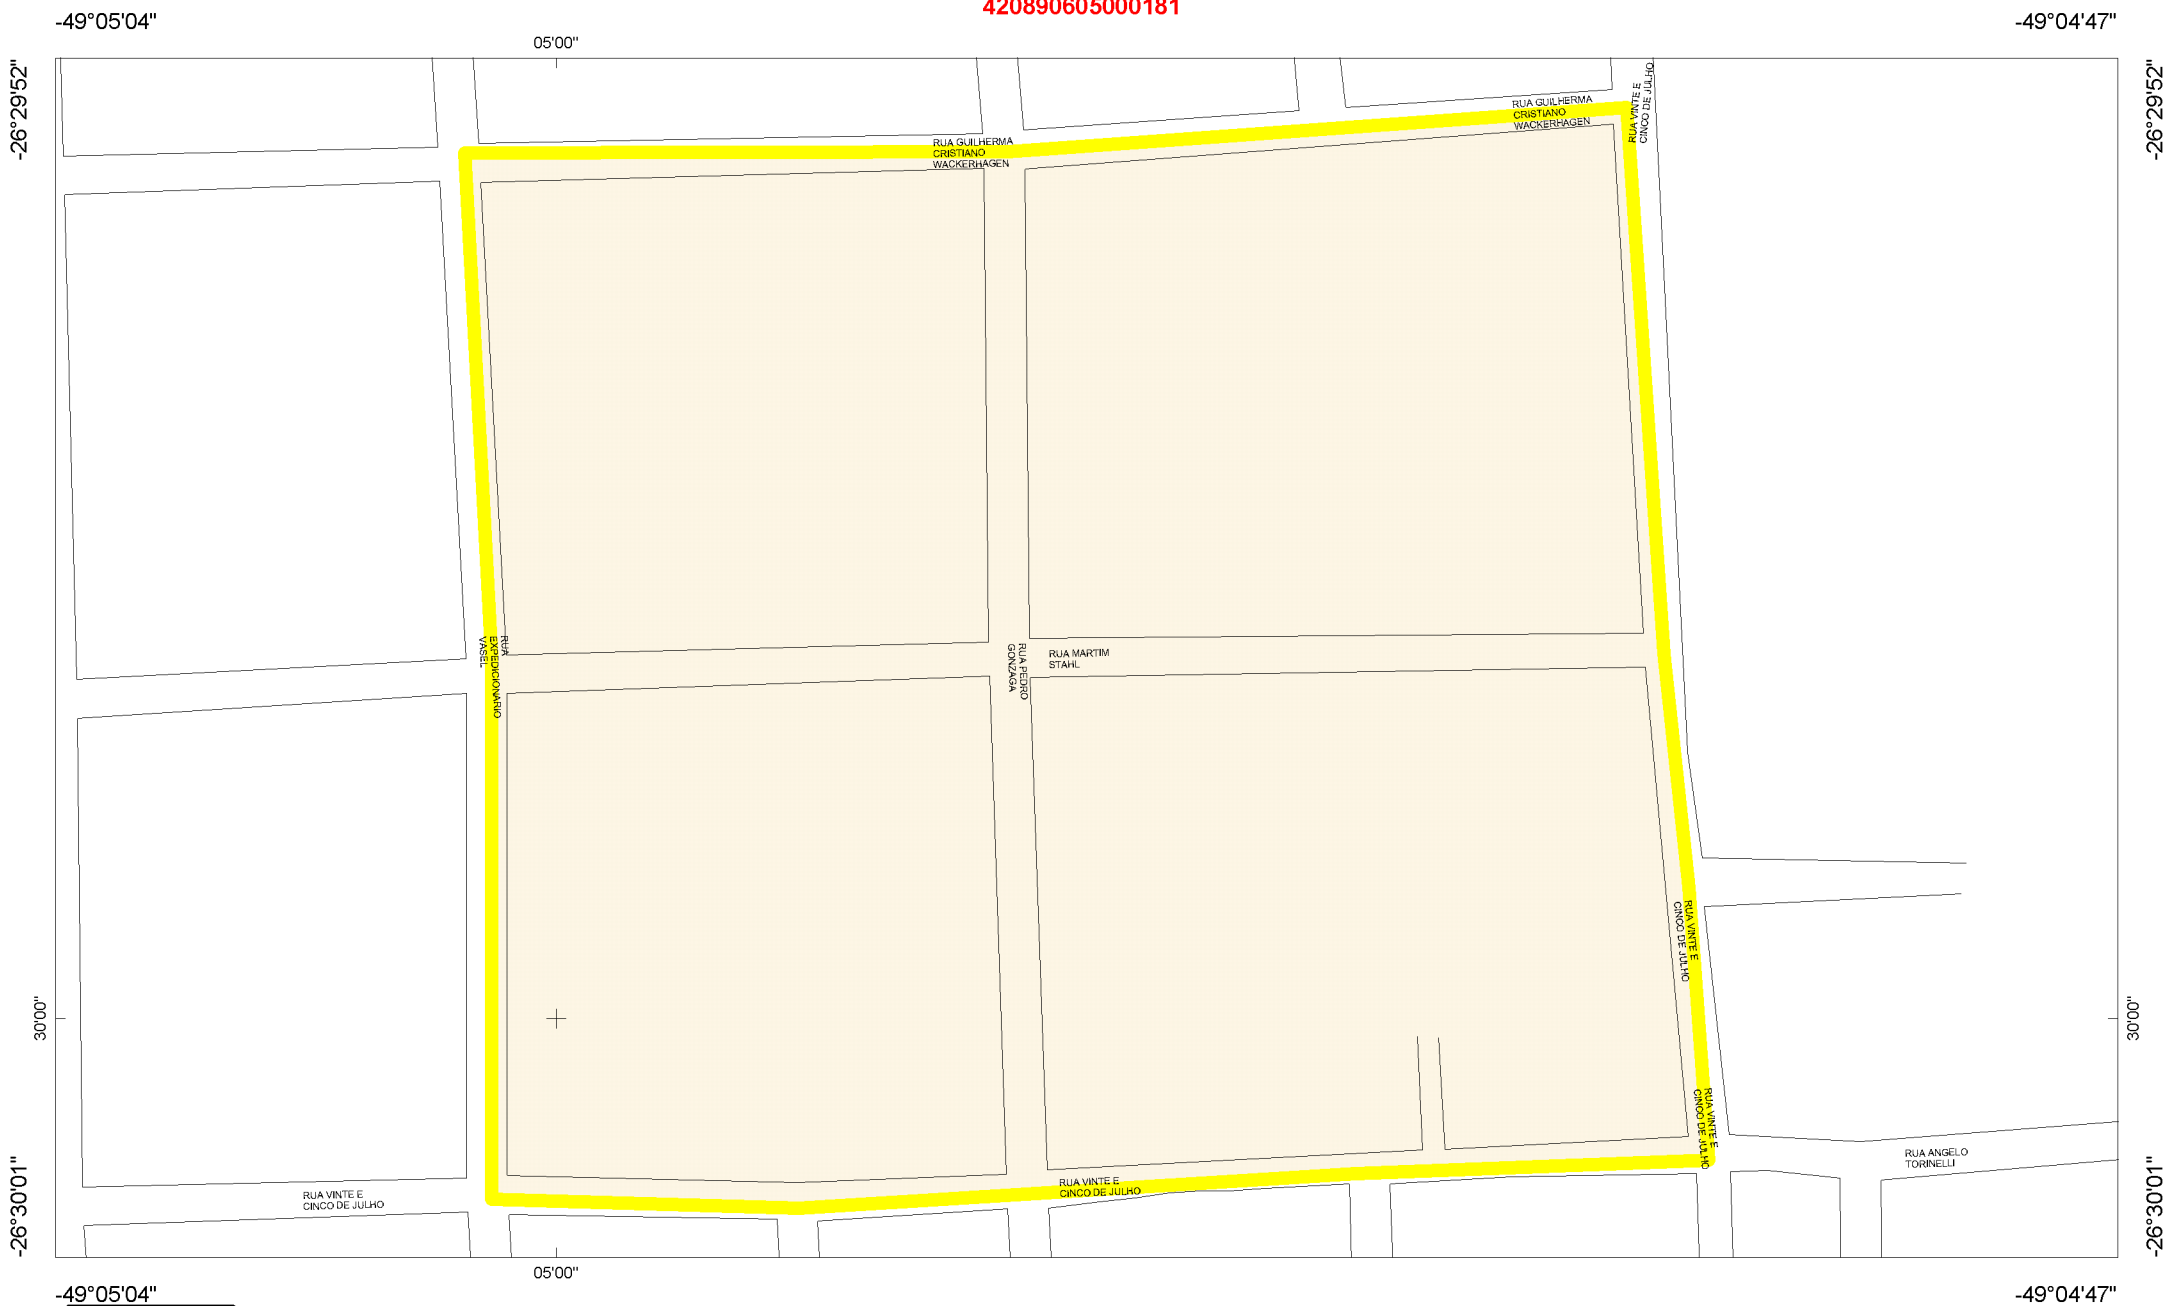 420890605000181
-49°05'04"
-49°04'47"
05'00"
-26°29'52"
-26°29'52"
RUA GUILHERMA
CRISTIANO
WACKERHAGEN
RUA VINTE E
CINCO DE JULHO
RUA GUILHERMA
CRISTIANO
WACKERHAGEN
RUA
EXPEDICIONARIO
VASEL
RUA PEDRO
GONZAGA
RUA MARTIM
STAHL
RUA VINTE E
CINCO DE JULHO
30'00"
30'00"
RUA VINTE E
CINCO DE JULHO
RUA ANGELO
TORINELLI
RUA VINTE E
CINCO DE JULHO
RUA VINTE E
CINCO DE JULHO
-26°30'01"
-26°30'01"
05'00"
-49°05'04"
-49°04'47"